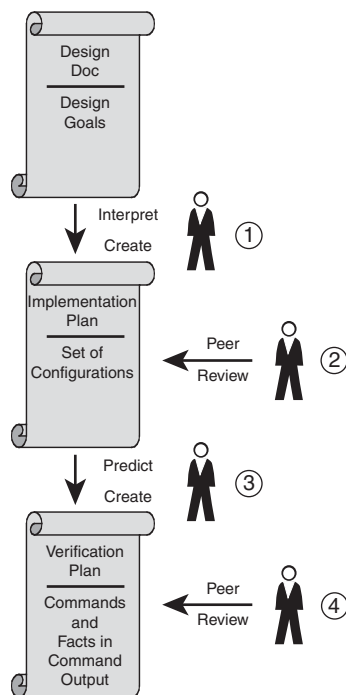 Design
Doc
Design
Goals
Interpret
Create
1
Implementation
Plan
Set of
Configurations
Peer
Review
2
Predict
Create
3
Verification
Plan
Commands
and
Facts in
Command
Output
Peer
Review
4